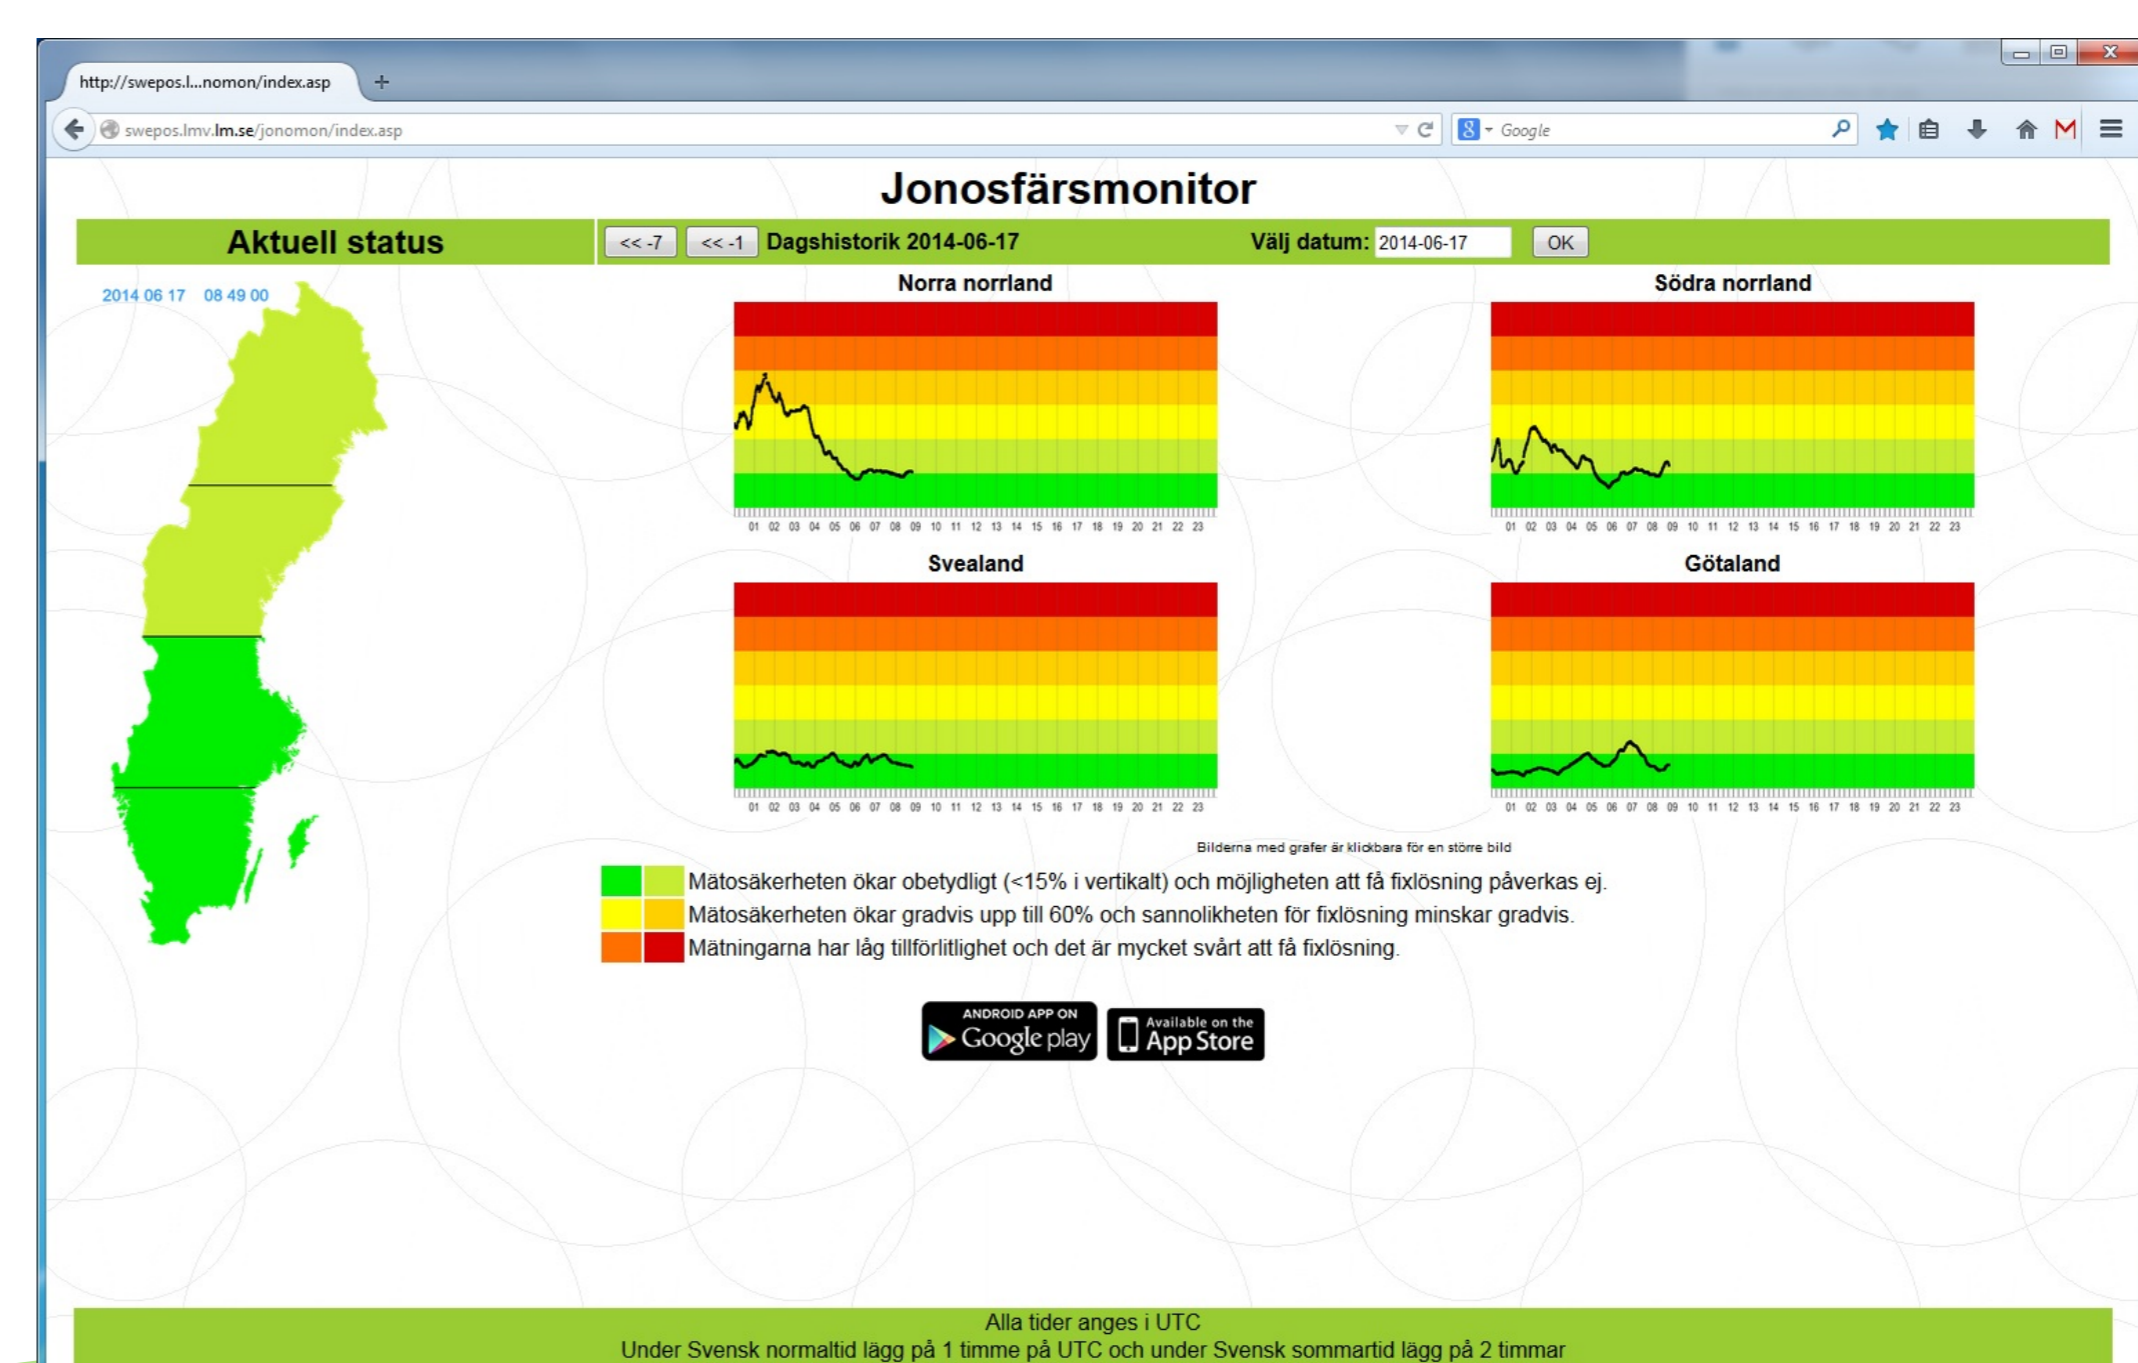 http://swepos.l...nomon/index.asp
swepos.lmv.lm.se/jonomon/index.asp
Google
Jonosfärsmonitor
Aktuell status
<< -7 << -1 Dagshistorik 2014-06-17 Välj datum: 2014-06-17 OK
2014 06 17 08 49 00
Norra norrland
01 02 03 04 05 06 07 08 09 10 11 12 13 14 15 16 17 18 19 20 21 22 23
Södra norrland
01 02 03 04 05 06 07 08 09 10 11 12 13 14 15 16 17 18 19 20 21 22 23
Svealand
01 02 03 04 05 06 07 08 09 10 11 12 13 14 15 16 17 18 19 20 21 22 23
Götaland
01 02 03 04 05 06 07 08 09 10 11 12 13 14 15 16 17 18 19 20 21 22 23
Bilderna med grafer är klickbara för en större bild
Mätosäkerheten ökar obetydligt (<15% i vertikalt) och möjligheten att få fixlösning påverkas ej.
Mätosäkerheten ökar gradvis upp till 60% och sannolikheten för fixlösning minskar gradvis.
Mätningarna har låg tillförlitlighet och det är mycket svårt att få fixlösning.
ANDROID APP ON
Google play
Available on the
App Store
Alla tider anges i UTC
Under Svensk normaltid lägg på 1 timme på UTC och under Svensk sommartid lägg på 2 timmar